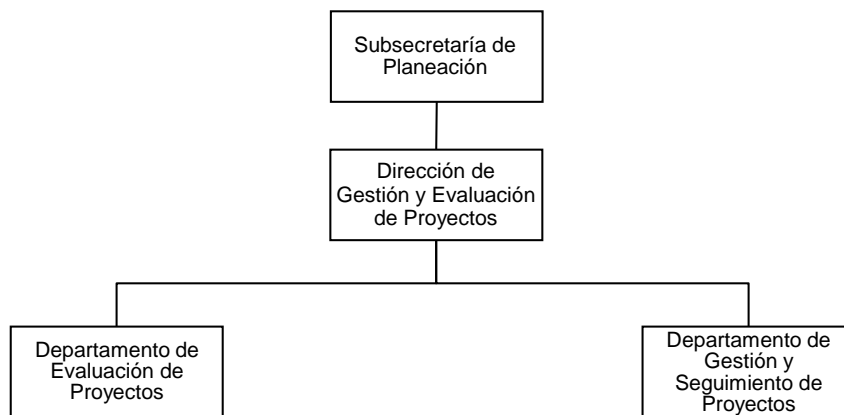 Subsecretaría de
Planeación
Dirección de
Gestión y Evaluación
de Proyectos
Departamento de
Evaluación de
Proyectos
Departamento de
Gestión y
Seguimiento de
Proyectos